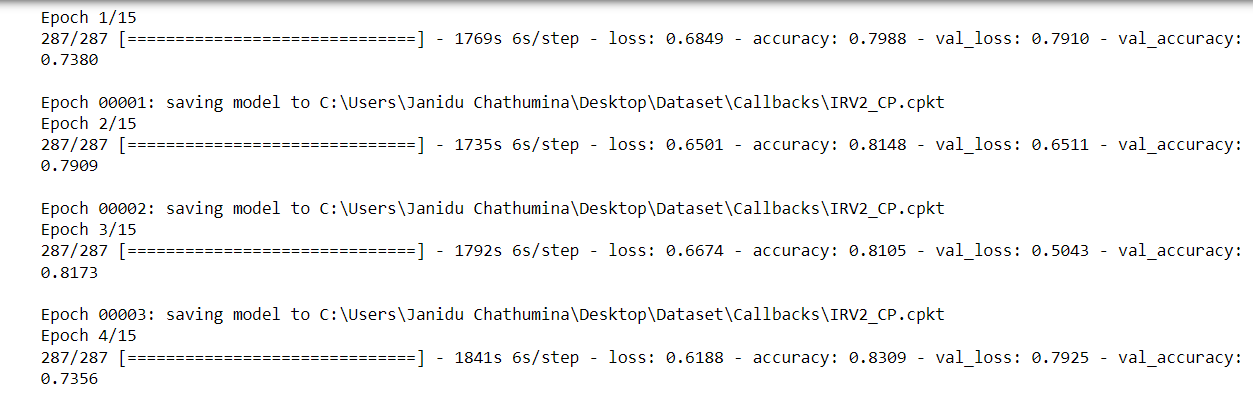 Epoch 1/15
287/287 [==============================] - 1769s 6s/step - loss: 0.6849 - accuracy: 0.7988 - val_loss: 0.7910 - val_accuracy:
0.7380
Epoch 00001: saving model to C:\Users\Janidu Chathumina\Desktop\Dataset\Callbacks\IRV2_CP.cpkt
Epoch 2/15
287/287 [==============================] - 1735s 6s/step - loss: 0.6501 - accuracy: 0.8148 - val_loss: 0.6511 - val_accuracy:
0.7909
Epoch 00002: saving model to C:\Users\Janidu Chathumina\Desktop\Dataset\Callbacks\IRV2_CP.cpkt
Epoch 3/15
287/287 [==============================] - 1792s 6s/step - loss: 0.6674 - accuracy: 0.8105 - val_loss: 0.5043 - val_accuracy:
0.8173
Epoch 00003: saving model to C:\Users\Janidu Chathumina\Desktop\Dataset\Callbacks\IRV2_CP.cpkt
Epoch 4/15
287/287 [==============================] - 1841s 6s/step - loss: 0.6188 - accuracy: 0.8309 - val_loss: 0.7925 - val_accuracy:
0.7356